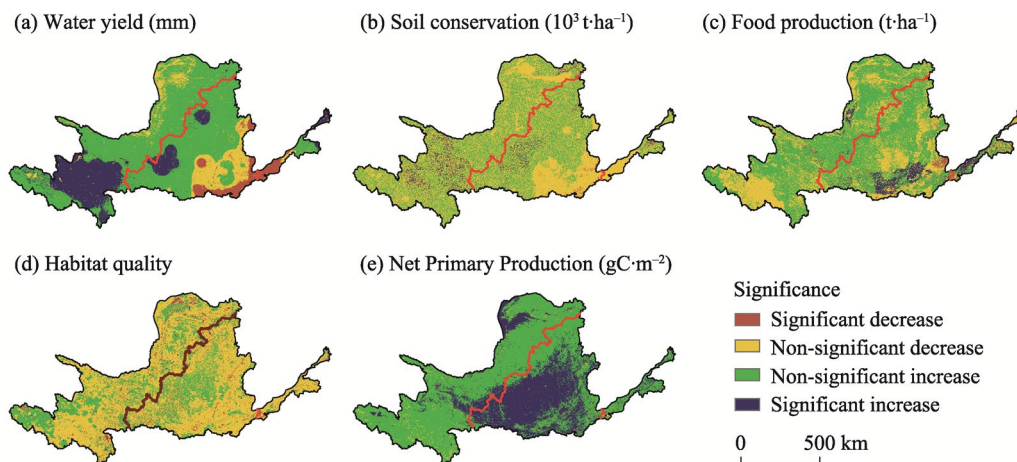 (a) Water yield (mm)
(b) Soil conservation (10³ t·ha⁻¹)
(c) Food production (t·ha⁻¹)
(d) Habitat quality
(e) Net Primary Production (gC·m⁻²)
Significance
Significant decrease
Non-significant decrease
Non-significant increase
Significant increase
0 500 km